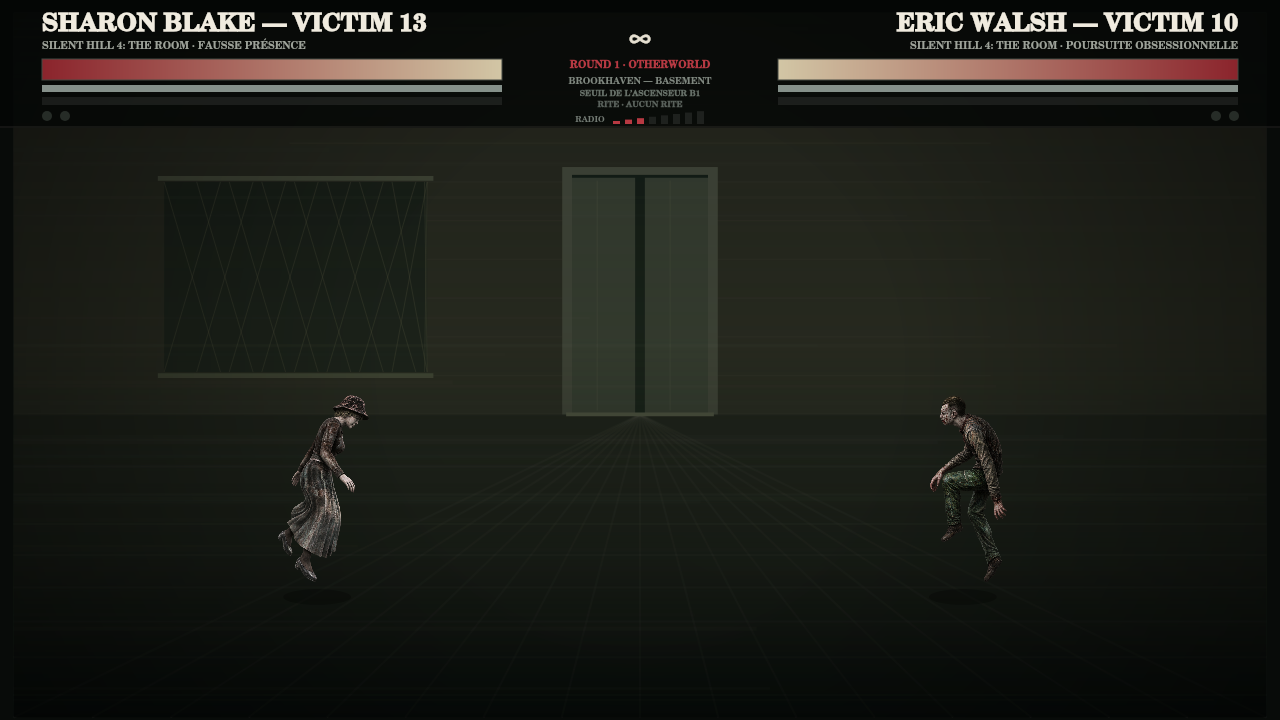 SHARON BLAKE — VICTIM 13
SILENT HILL 4: THE ROOM · FAUSSE PRÉSENCE
∞
ROUND 1 · OTHERWORLD
BROOKHAVEN — BASEMENT
SEUIL DE L'ASCENSEUR B1
RITE · AUCUN RITE
RADIO
ERIC WALSH — VICTIM 10
SILENT HILL 4: THE ROOM · POURSUITE OBSESSIONNELLE